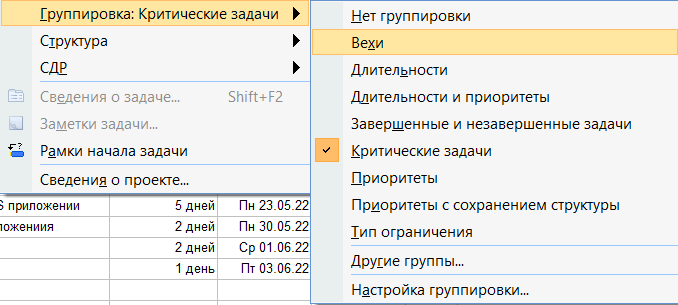 Группировка: Критические задачи
Структура
СДР
Сведения о задаче... Shift+F2
Заметки задачи...
Рамки начала задачи
Сведения о проекте...
S приложении 5 дней Пн 23.05.22
ложениия 2 дней Пн 30.05.22
2 дней Ср 01.06.22
1 день Пт 03.06.22
Нет группировки
Вехи
Длительности
Длительности и приоритеты
Завершенные и незавершенные задачи
Критические задачи
Приоритеты
Приоритеты с сохранением структуры
Тип ограничения
Другие группы...
Настройка группировки...